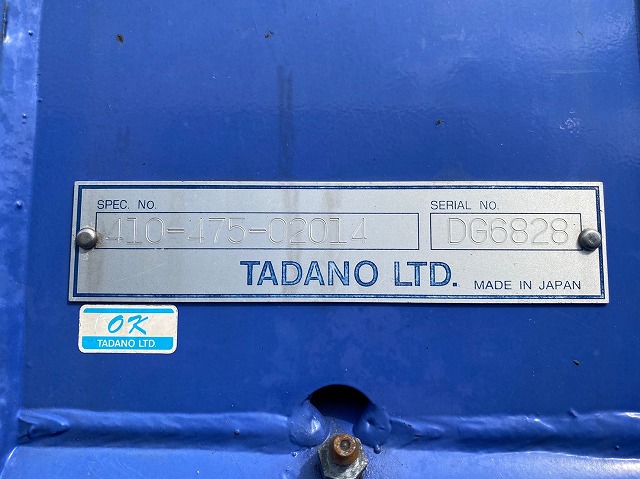 SPEC. NO. SERIAL NO.
410-475-02014 DG6828
TADANO LTD. MADE IN JAPAN
OK
TADANO LTD.